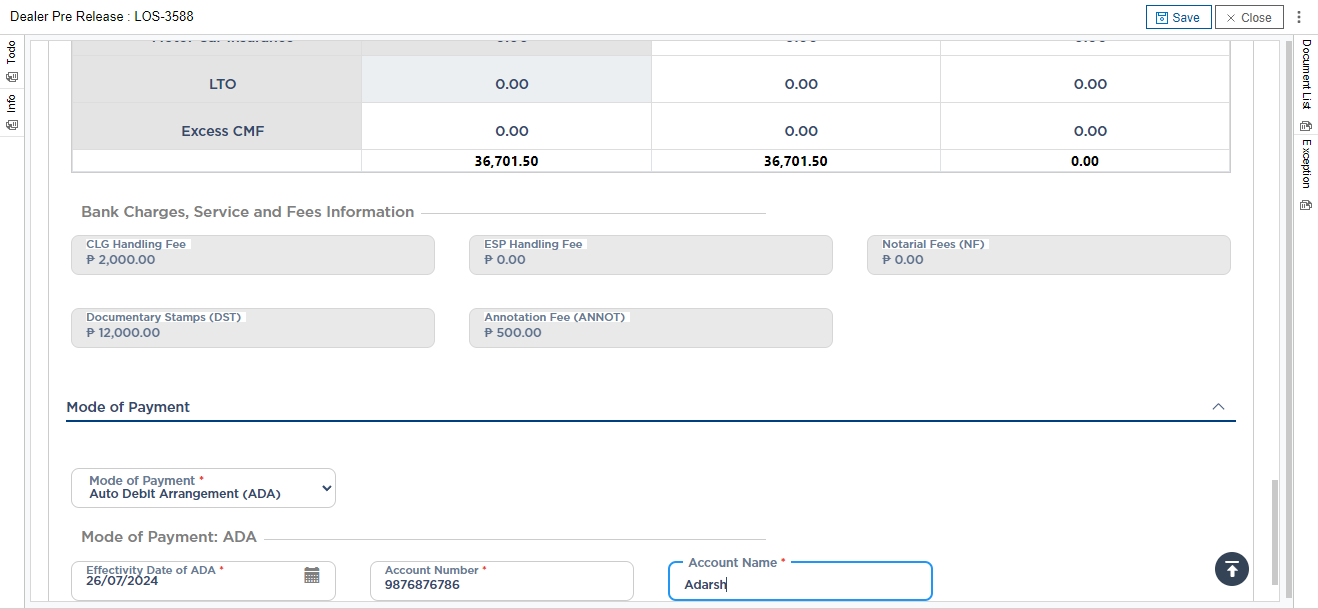 Dealer Pre Release : LOS-3588
Save
Close
Todo
Info
Document List
Exception
LTO 0.00 0.00 0.00
Excess CMF 0.00 0.00 0.00
36,701.50 36,701.50 0.00
Bank Charges, Service and Fees Information
CLG Handling Fee
₱ 2,000.00
ESP Handling Fee
₱ 0.00
Notarial Fees (NF)
₱ 0.00
Documentary Stamps (DST)
₱ 12,000.00
Annotation Fee (ANNOT)
₱ 500.00
Mode of Payment
Mode of Payment *
Auto Debit Arrangement (ADA)
Mode of Payment: ADA
Effectivity Date of ADA *
26/07/2024
Account Number *
9876876786
Account Name *
Adarsh